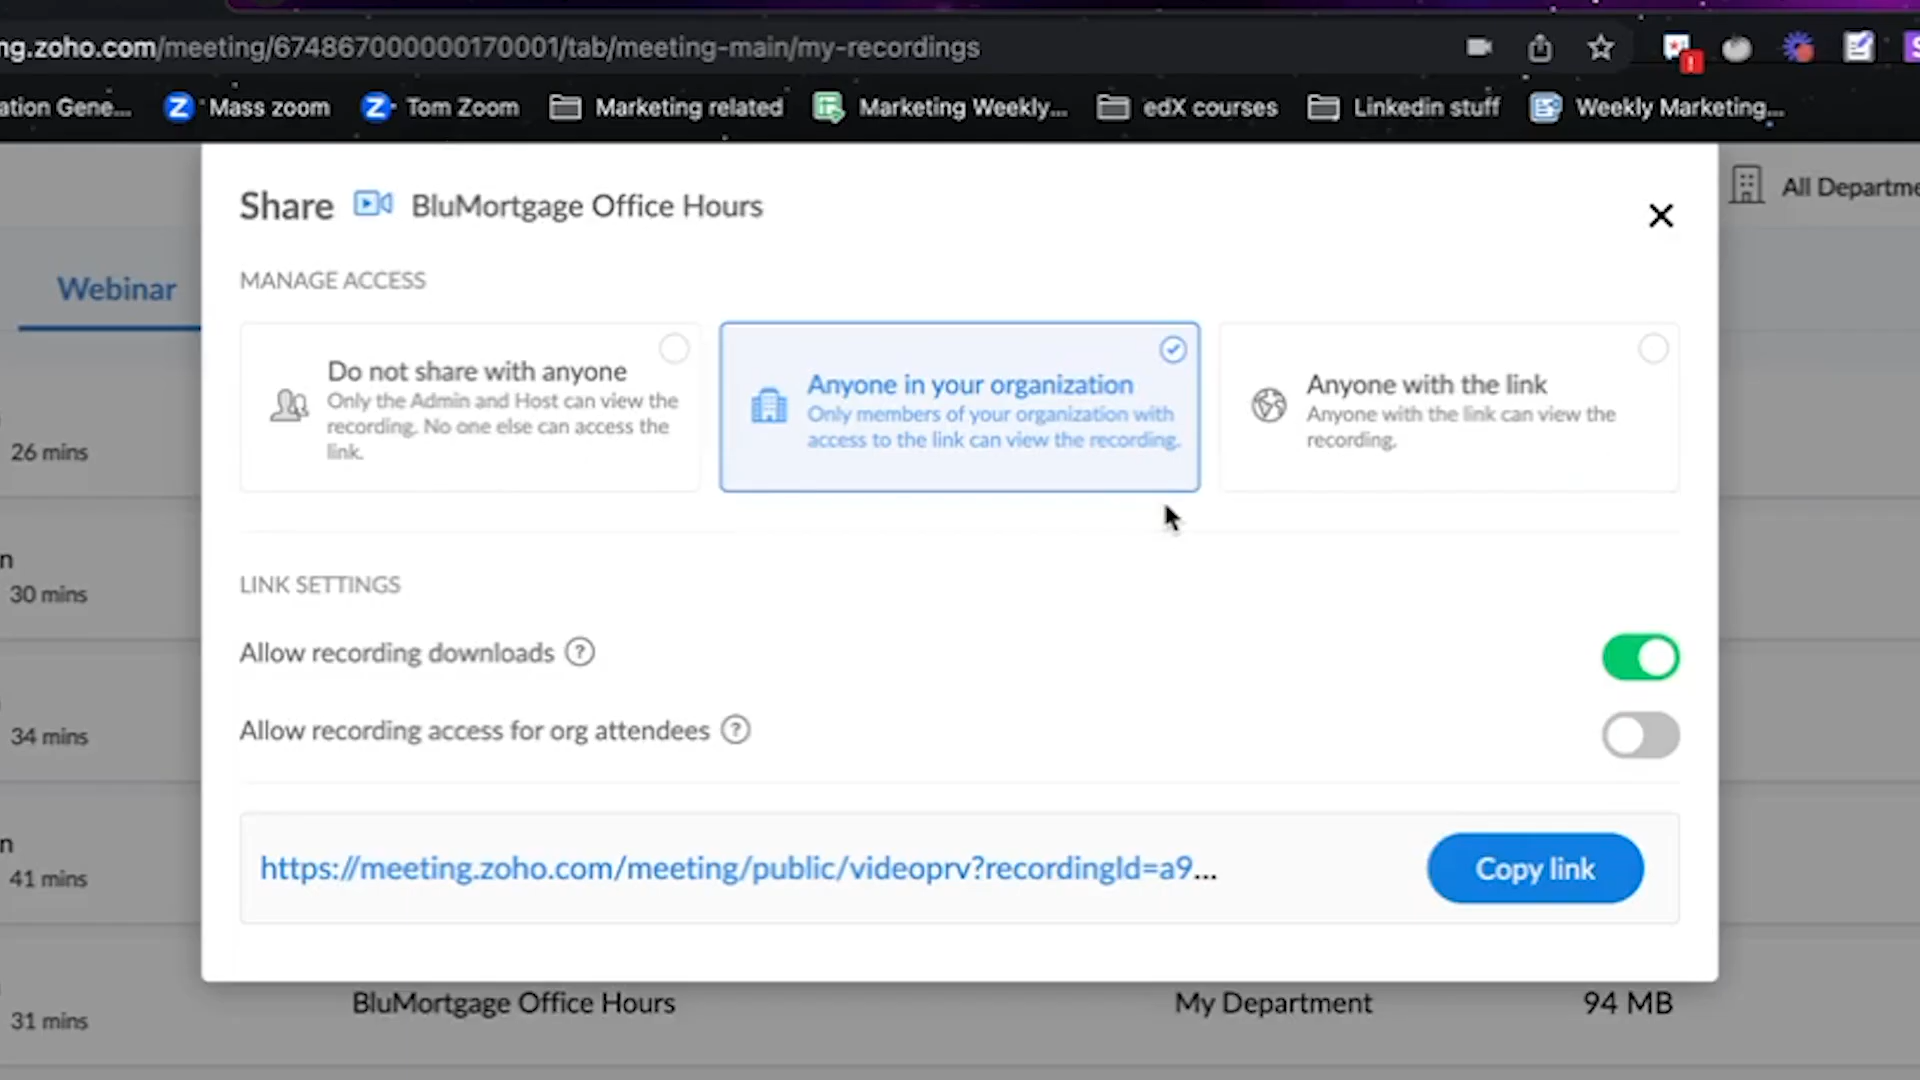 ng.zoho.com/meeting/674867000000170001/tab/meeting-main/my-recordings
ation Gene... Mass zoom Tom Zoom Marketing related Marketing Weekly... edX courses Linkedin stuff Weekly Marketing...
Share BluMortgage Office Hours
All Departme
Webinar
MANAGE ACCESS
Do not share with anyone
Only the Admin and Host can view the
recording. No one else can access the
link.
Anyone in your organization
Only members of your organization with
access to the link can view the recording.
Anyone with the link
Anyone with the link can view the
recording.
26 mins
n
30 mins
LINK SETTINGS
Allow recording downloads ?
Allow recording access for org attendees ?
34 mins
https://meeting.zoho.com/meeting/public/videoprv?recordingId=a9...
Copy link
n
41 mins
BluMortgage Office Hours My Department 94 MB
31 mins